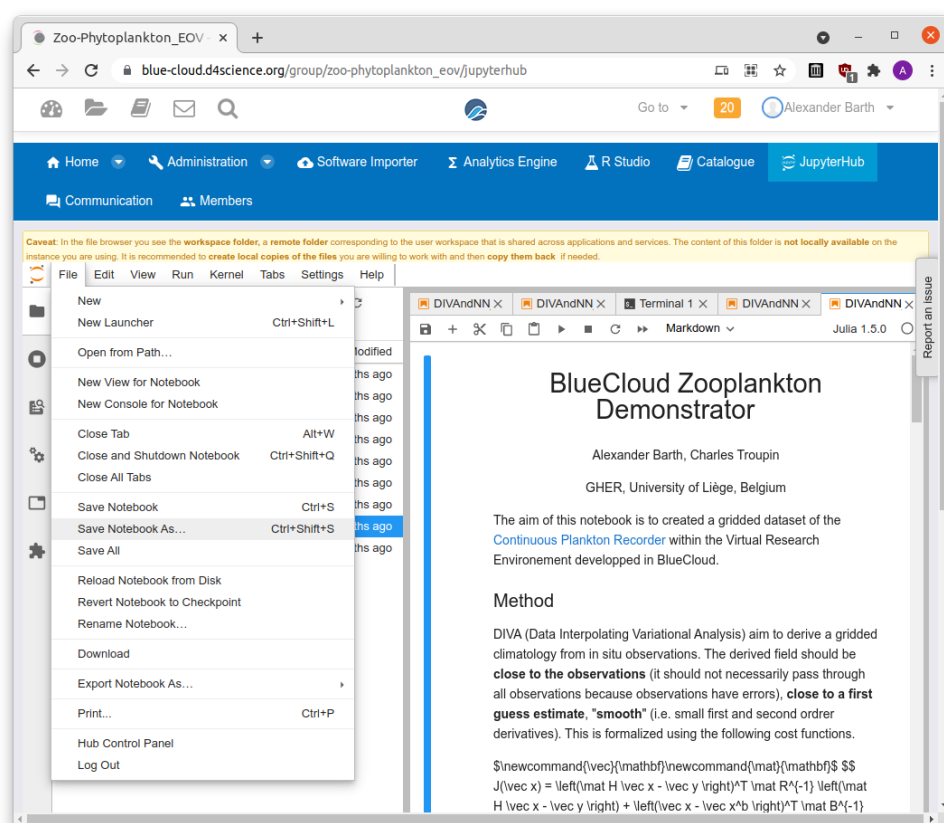 Zoo-Phytoplankton_EOV -
blue-cloud.d4science.org/group/zoo-phytoplankton_eov/jupyterhub
1
A
Go to
20
Alexander Barth
Home
Administration
Software Importer
Σ Analytics Engine
R Studio
Catalogue
JupyterHub
Communication
Members
Caveat: In the file browser you see the workspace folder, a remote folder corresponding to the user workspace that is shared across applications and services. The content of this folder is not locally available on the
instance you are using. It is recommended to create local copies of the files you are willing to work with and then copy them back if needed.
Report an issue
File Edit View Run Kernel Tabs Settings Help
New
New Launcher Ctrl+Shift+L
Open from Path…
New View for Notebook
New Console for Notebook
Close Tab Alt+W
Close and Shutdown Notebook Ctrl+Shift+Q
Close All Tabs
Save Notebook Ctrl+S
Save Notebook As… Ctrl+Shift+S
Save All
Reload Notebook from Disk
Revert Notebook to Checkpoint
Rename Notebook…
Download
Export Notebook As…
Print... Ctrl+P
Hub Control Panel
Log Out
ths ago
ths ago
ths ago
ths ago
ths ago
ths ago
ths ago
ths ago
ths ago
DIVAndNN
DIVAndNN
Terminal 1
DIVAndNN
DIVAndNN
Markdown
Julia 1.5.0
BlueCloud Zooplankton
Demonstrator
Alexander Barth, Charles Troupin
GHER, University of Liège, Belgium
The aim of this notebook is to created a gridded dataset of the
Continuous Plankton Recorder within the Virtual Research
Environement developped in BlueCloud.
Method
DIVA (Data Interpolating Variational Analysis) aim to derive a gridded
climatology from in situ observations. The derived field should be
close to the observations (it should not necessarily pass through
all observations because observations have errors), close to a first
guess estimate, "smooth" (i.e. small first and second ordrer
derivatives). This is formalized using the following cost functions.
$\newcommand{\vec}{\mathbf}\newcommand{\mat}{\mathbf}$ $$
J(\vec x) = \left(\mat H \vec x - \vec y \right)^T \mat R^{-1} \left(\mat
H \vec x - \vec y \right) + \left(\vec x - \vec x^b \right)^T \mat B^{-1}